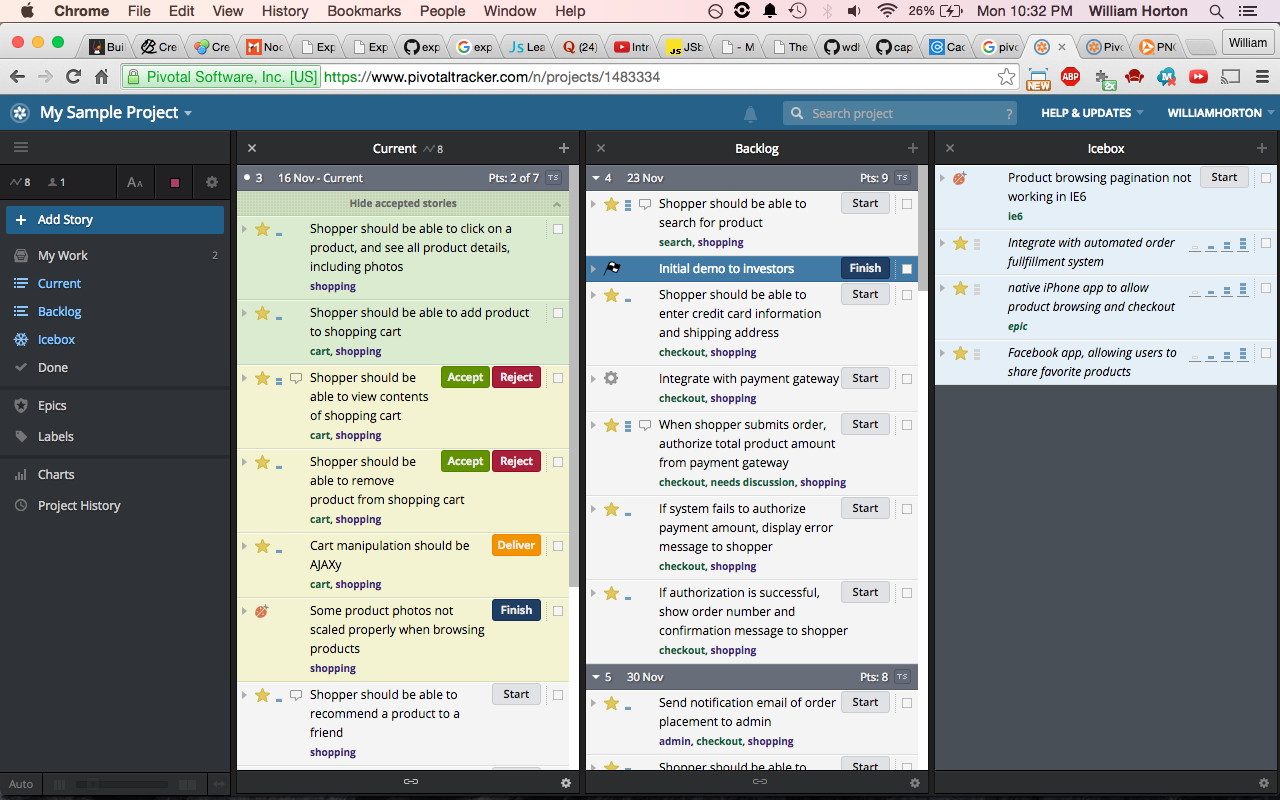 Chrome File Edit View History Bookmarks People Window Help 26% Mon 10:32 PM William Horton
Bui Cre Cre Noc Exp Exp exp exp Lea Q (24) Intr JSb - M The wdl cap Cac pivo Pivo PNG William
Pivotal Software, Inc. [US] https://www.pivotaltracker.com/n/projects/1483334
NEW ABP 2x
My Sample Project Search project ? HELP & UPDATES WILLIAMHORTON
8 1 AA
+ Add Story
My Work 2
Current
Backlog
Icebox
Done
Epics
Labels
Charts
Project History
Auto
Current 8
3 16 Nov - Current Pts: 2 of 7 TS
Hide accepted stories
Shopper should be able to click on a
product, and see all product details,
including photos
shopping
Shopper should be able to add product
to shopping cart
cart, shopping
Shopper should be Accept Reject
able to view contents
of shopping cart
cart, shopping
Shopper should be Accept Reject
able to remove
product from shopping cart
cart, shopping
Cart manipulation should be Deliver
AJAXy
cart, shopping
Some product photos not Finish
scaled properly when browsing
products
shopping
Shopper should be able to Start
recommend a product to a
friend
shopping
Backlog
4 23 Nov Pts: 9 TS
Shopper should be able to Start
search for product
search, shopping
Initial demo to investors Finish
Shopper should be able to Start
enter credit card information
and shipping address
checkout, shopping
Integrate with payment gateway Start
checkout, shopping
When shopper submits order, Start
authorize total product amount
from payment gateway
checkout, needs discussion, shopping
If system fails to authorize Start
payment amount, display error
message to shopper
checkout, shopping
If authorization is successful, Start
show order number and
confirmation message to shopper
checkout, shopping
5 30 Nov Pts: 8 TS
Send notification email of order Start
placement to admin
admin, checkout, shopping
Shopper should be able to Start
Icebox
Product browsing pagination not Start
working in IE6
ie6
Integrate with automated order
fullfillment system
native iPhone app to allow
product browsing and checkout
epic
Facebook app, allowing users to
share favorite products